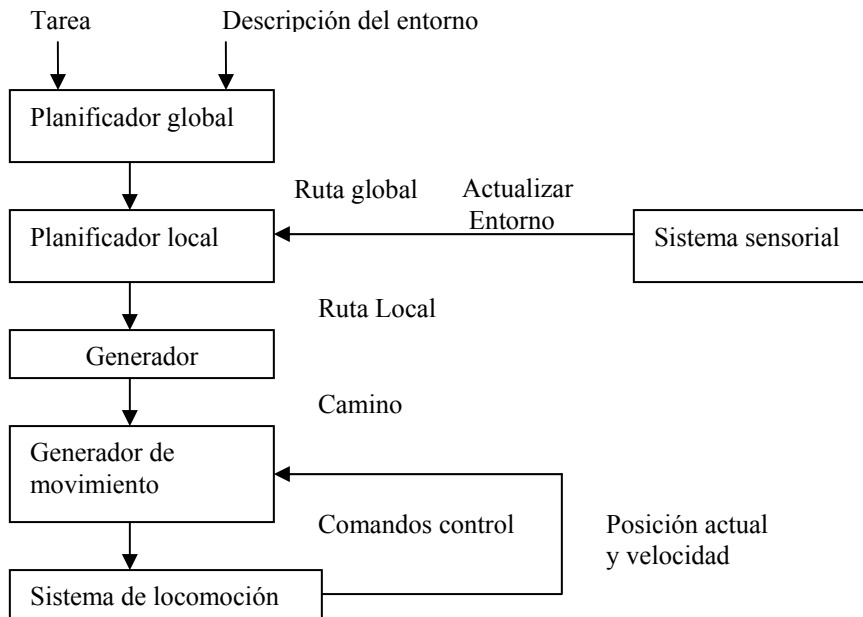 Tarea
Descripción del entorno
Planificador global
Ruta global
Actualizar
Entorno
Planificador local
Sistema sensorial
Ruta Local
Generador
Camino
Generador de
movimiento
Comandos control
Posición actual
y velocidad
Sistema de locomoción